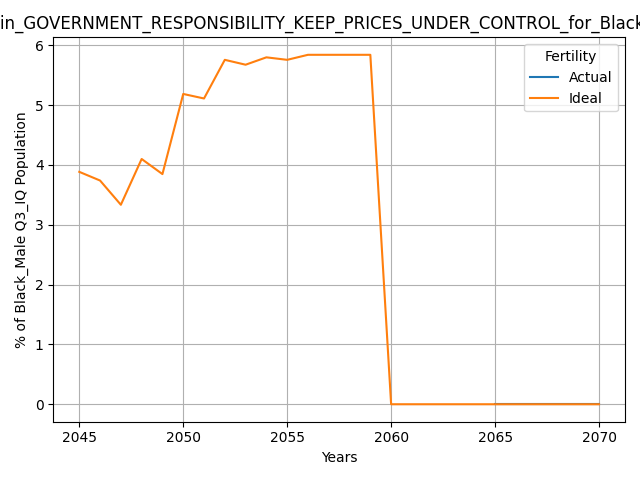 in_GOVERNMENT_RESPONSIBILITY_KEEP_PRICES_UNDER_CONTROL_for_Black
Fertility
Actual
Ideal
% of Black_Male Q3_IQ Population
6
5
4
3
2
1
0
2045 2050 2055 2060 2065 2070
Years